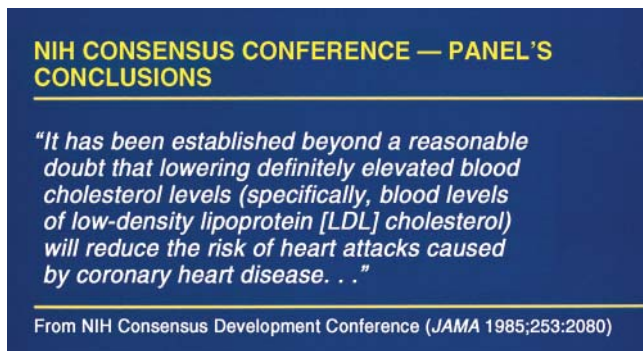 NIH CONSENSUS CONFERENCE — PANEL'S
CONCLUSIONS
“It has been established beyond a reasonable
doubt that lowering definitely elevated blood
cholesterol levels (specifically, blood levels
of low-density lipoprotein [LDL] cholesterol)
will reduce the risk of heart attacks caused
by coronary heart disease. . .”
From NIH Consensus Development Conference (JAMA 1985;253:2080)